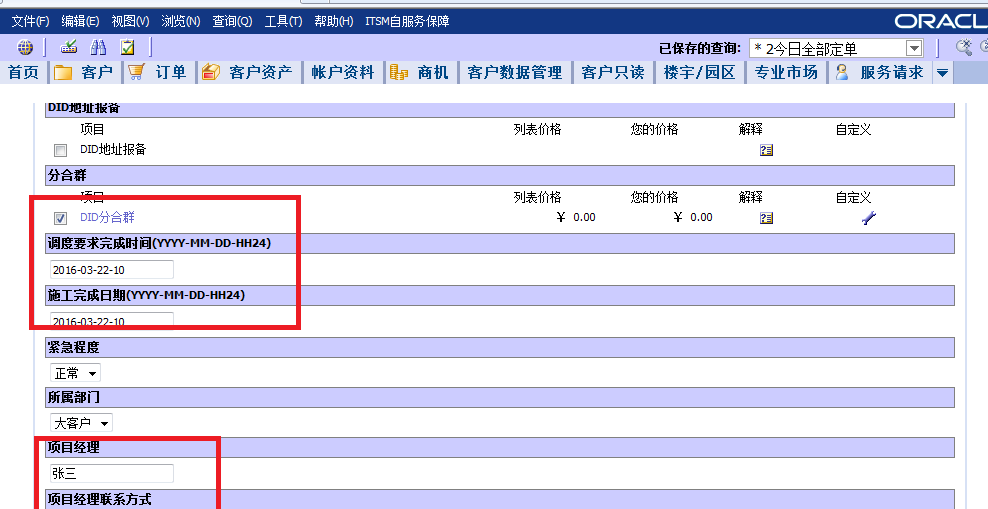 文件(F) 编辑(E) 视图(V) 浏览(N) 查询(Q) 工具(T) 帮助(H) ITSM自服务保障 ORACL
已保存的查询: * 2今日全部定单
首页 客户 订单 客户资产 帐户资料 商机 客户数据管理 客户只读 楼宇/园区 专业市场 服务请求
DID地址报备
项目 列表价格 您的价格 解释 自定义
DID地址报备
分合群
项目 列表价格 您的价格 解释 自定义
DID分合群 ¥ 0.00 ¥ 0.00
调度要求完成时间(YYYY-MM-DD-HH24)
2016-03-22-10
施工完成日期(YYYY-MM-DD-HH24)
2016-03-22-10
紧急程度
正常
所属部门
大客户
项目经理
张三
项目经理联系方式